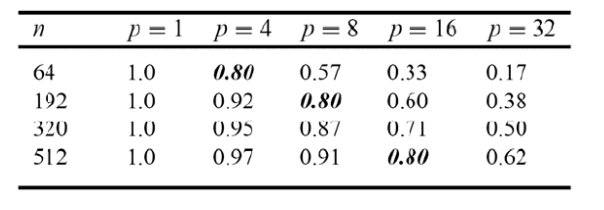 n p = 1 p = 4 p = 8 p = 16 p = 32
64 1.0 0.80 0.57 0.33 0.17
192 1.0 0.92 0.80 0.60 0.38
320 1.0 0.95 0.87 0.71 0.50
512 1.0 0.97 0.91 0.80 0.62